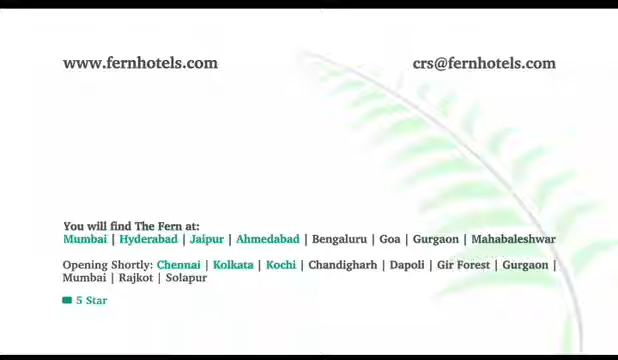 www.fernhotels.com crs@fernhotels.com
You will find The Fern at:
Mumbai | Hyderabad | Jaipur | Ahmedabad | Bengaluru | Goa | Gurgaon | Mahabaleshwar
Opening Shortly: Chennai | Kolkata | Kochi | Chandigharh | Dapoli | Gir Forest | Gurgaon |
Mumbai | Rajkot | Solapur
5 Star